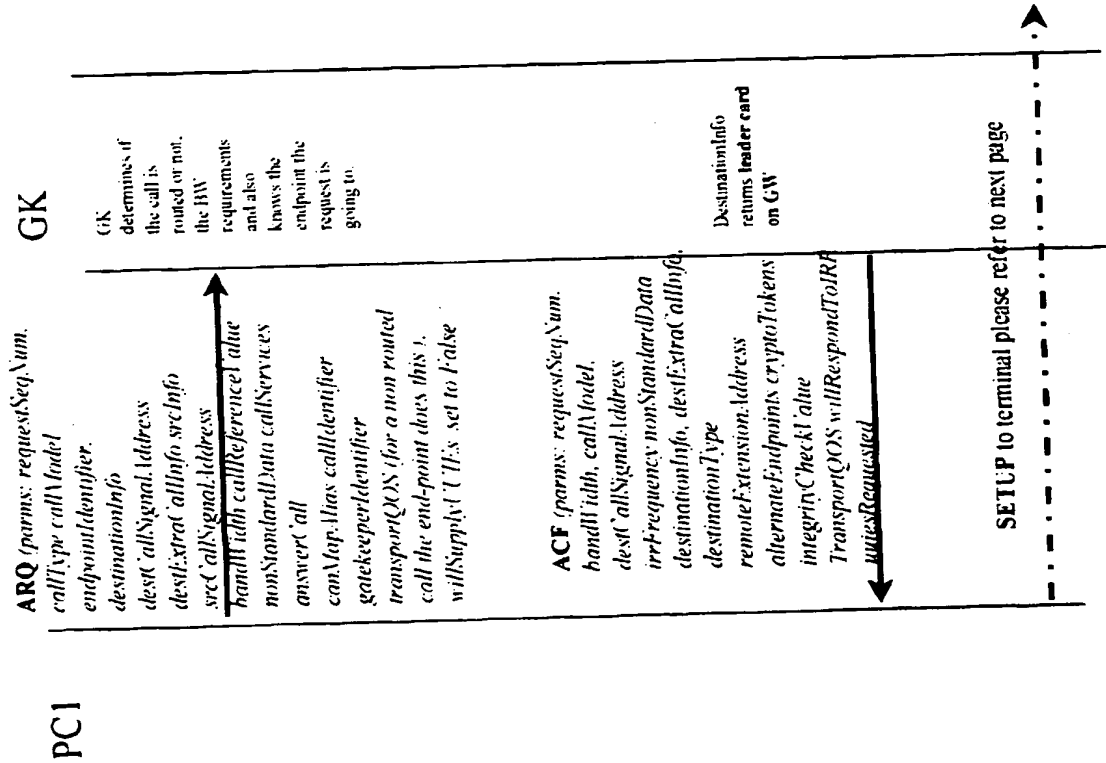 PC1
GK
ARQ (parms: requestSeqNum,
callType callModel
endpointIdentifier,
destinationInfo
destCallSignalAddress
destExtraCallInfo srcInfo
srcCallSignalAddress
bandWidth callReferenceValue
nonStandardData callServices
answerCall
canMapAlias callIdentifier
gatekeeperIdentifier
transportQOS (for a non routed
call the end-point does this ),
willSupplyUUIEs set to False
GK
determines if
the call is
routed or not.
the BW
requirements
and also
knows the
endpoint the
request is
going to.
ACF (parms: requestSeqNum,
bandWidth, callModel,
destCallSignalAddress
irrFrequency nonStandardData
destinationInfo, destExtraCallInfo,
destinationType
remoteExtensionAddress
alternateEndpoints cryptoTokens
integrityCheckValue
TransportQOS willRespondToIRR
uuiesRequested
DestinationInfo
returns leader card
on GW
SETUP to terminal please refer to next page